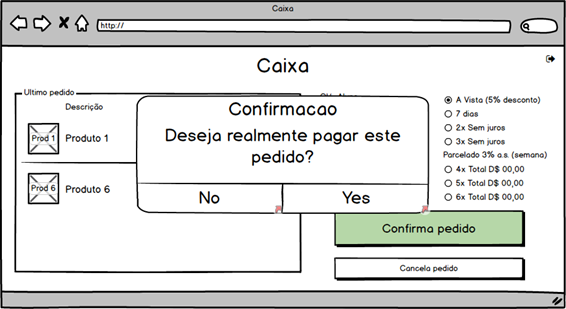 Caixa
http://
Caixa
Ultimo pedido
Descrição
Prod 1
Produto 1
Prod 6
Produto 6
Confirmacao
Deseja realmente pagar este
pedido?
No
Yes
A Vista (5% desconto)
7 dias
2x Sem juros
3x Sem juros
Parcelado 3% a.s. (semana)
4x Total D$ 00,00
5x Total D$ 00,00
6x Total D$ 00,00
Confirma pedido
Cancela pedido